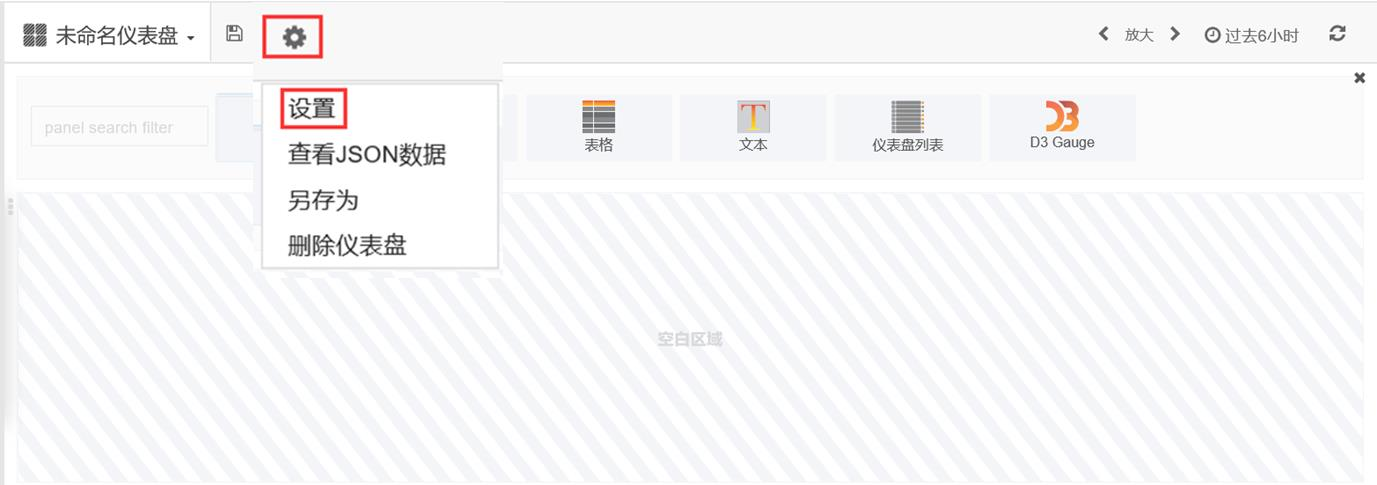 未命名仪表盘
放大
过去6小时
设置
查看JSON数据
另存为
删除仪表盘
panel search filter
表格
文本
仪表盘列表
D3 Gauge
空白区域